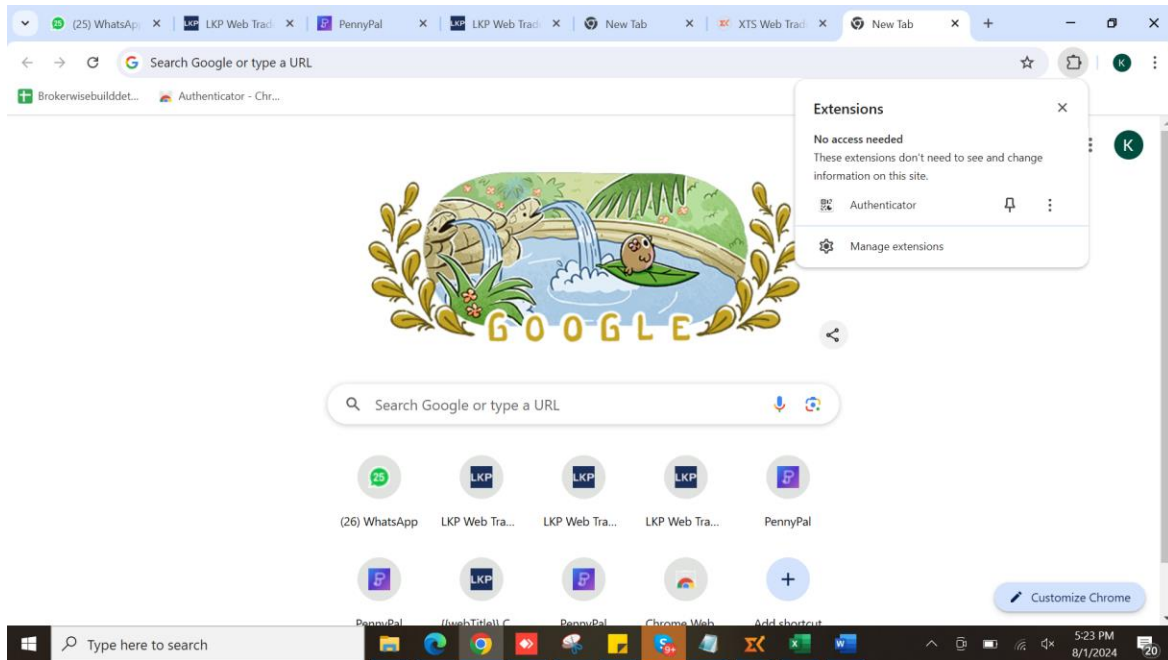 (25) WhatsAp
LKP Web Trad
PennyPal
LKP Web Trad
New Tab
XTS Web Trad
New Tab
Search Google or type a URL
K
Brokerwisebuilddet...
Authenticator - Chr...
Extensions
No access needed
These extensions don't need to see and change
information on this site.
Authenticator
Manage extensions
K
GOOGLE
Search Google or type a URL
25
LKP
LKP
LKP
(26) WhatsApp
LKP Web Tra...
LKP Web Tra...
LKP Web Tra...
PennyPal
LKP
PennyPal
{{webTitle}} C
PennyPal
Chrome Web
Add shortcut
Customize Chrome
Type here to search
9+
5:23 PM
8/1/2024
20